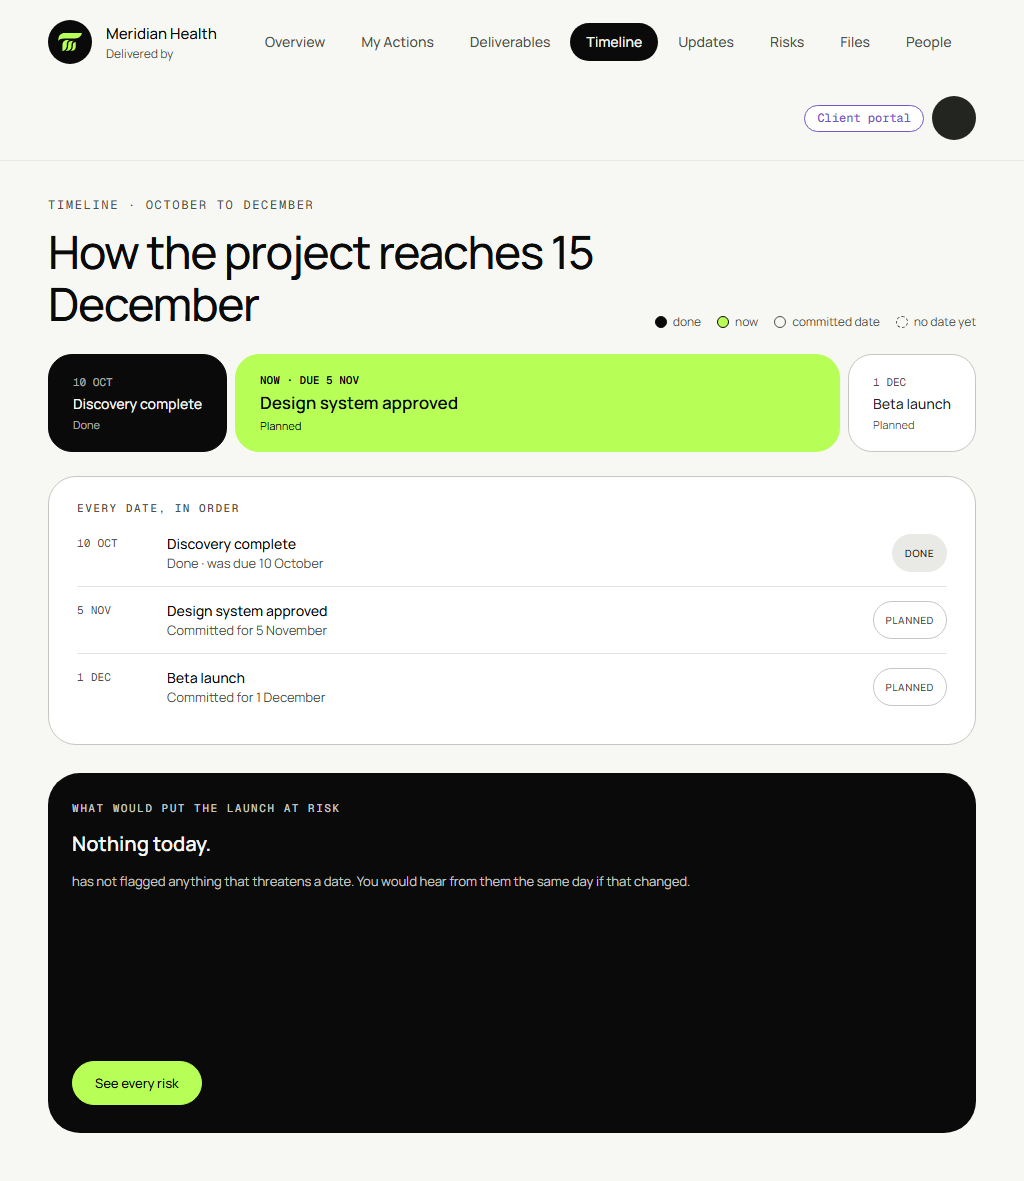 Meridian Health
Delivered by
Overview
My Actions
Deliverables
Timeline
Updates
Risks
Files
People
Client portal
TIMELINE · OCTOBER TO DECEMBER
How the project reaches 15
December
done
now
committed date
no date yet
10 OCT
Discovery complete
Done
NOW · DUE 5 NOV
Design system approved
Planned
1 DEC
Beta launch
Planned
EVERY DATE, IN ORDER
10 OCT
Discovery complete
Done · was due 10 October
DONE
5 NOV
Design system approved
Committed for 5 November
PLANNED
1 DEC
Beta launch
Committed for 1 December
PLANNED
WHAT WOULD PUT THE LAUNCH AT RISK
Nothing today.
has not flagged anything that threatens a date. You would hear from them the same day if that changed.
See every risk